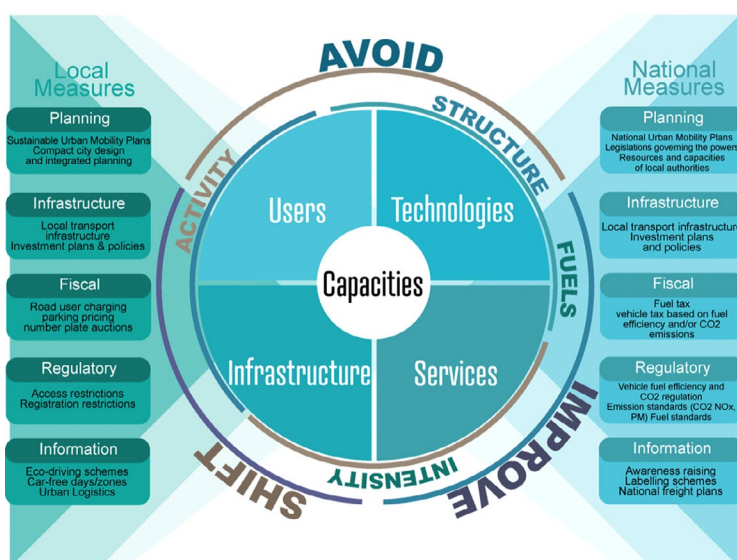 Local
Measures
Planning
Sustainable Urban Mobility Plans
Compact city design
and integrated planning
Infrastructure
Local transport
infrastructure
Investment plans & policies
Fiscal
Road user charging
parking pricing
number plate auctions
Regulatory
Access restrictions
Registration restrictions
Information
Eco-driving schemes
Car-free days/zones
Urban Logistics
AVOID
STRUCTURE
ACTIVITY
FUELS
Users
Technologies
Capacities
Infrastructure
Services
INTENSITY
SHIFT
IMPROVE
National
Measures
Planning
National Urban Mobility Plans
Legislations governing the powers
Resources and capacities
of local authorities
Infrastructure
Local transport infrastructure
Investment plans
and policies
Fiscal
Fuel tax
vehicle tax based on fuel
efficiency and/or CO2
emissions
Regulatory
Vehicle fuel efficiency and
CO2 regulation
Emission standards (CO2 NOx,
PM) Fuel standards
Information
Awareness raising
Labelling schemes
National freight plans